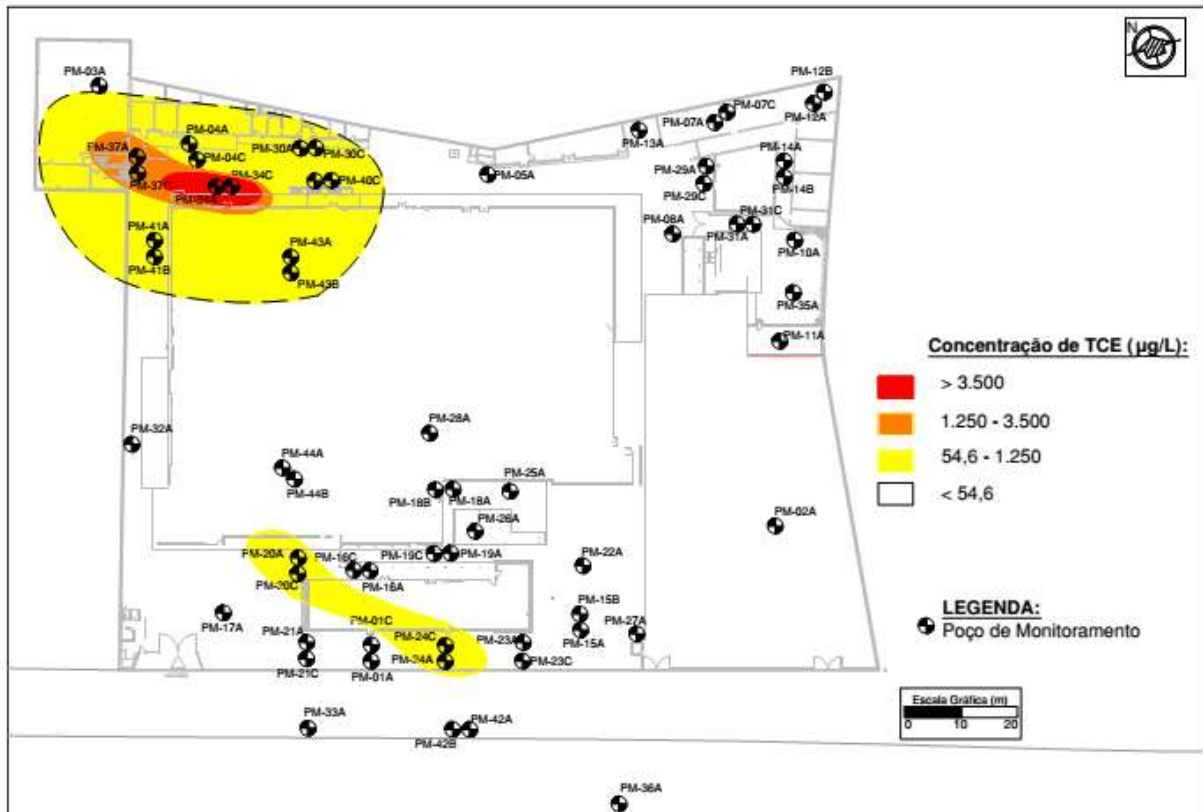 N
PM-12B
PM-03A
PM-07C
PM-07A
PM-12A
PM-04A
PM-13A
PM-37A
PM-30A
PM-30C
PM-14A
PM-04C
PM-29A
PM-05A
PM-37C
PM-34C
PM-40C
PM-14B
PM-29C
PM-34A
PM-41A
PM-08A
PM-31C
PM-31A
PM-43A
PM-10A
PM-41B
PM-43B
PM-35A
PM-11A
Concentração de TCE (µg/L):
> 3.500
1.250 - 3.500
54,6 - 1.250
< 54,6
PM-32A
PM-28A
PM-44A
PM-44B
PM-25A
PM-18B
PM-18A
PM-26A
PM-02A
PM-20A
PM-16C
PM-19C
PM-19A
PM-22A
PM-20C
PM-16A
PM-15B
LEGENDA:
Poço de Monitoramento
PM-17A
PM-01C
PM-21A
PM-24C
PM-23A
PM-15A
PM-27A
PM-21C
PM-24A
PM-23C
PM-01A
Escala Gráfica (m)
0 10 20
PM-33A
PM-42A
PM-42B
PM-36A